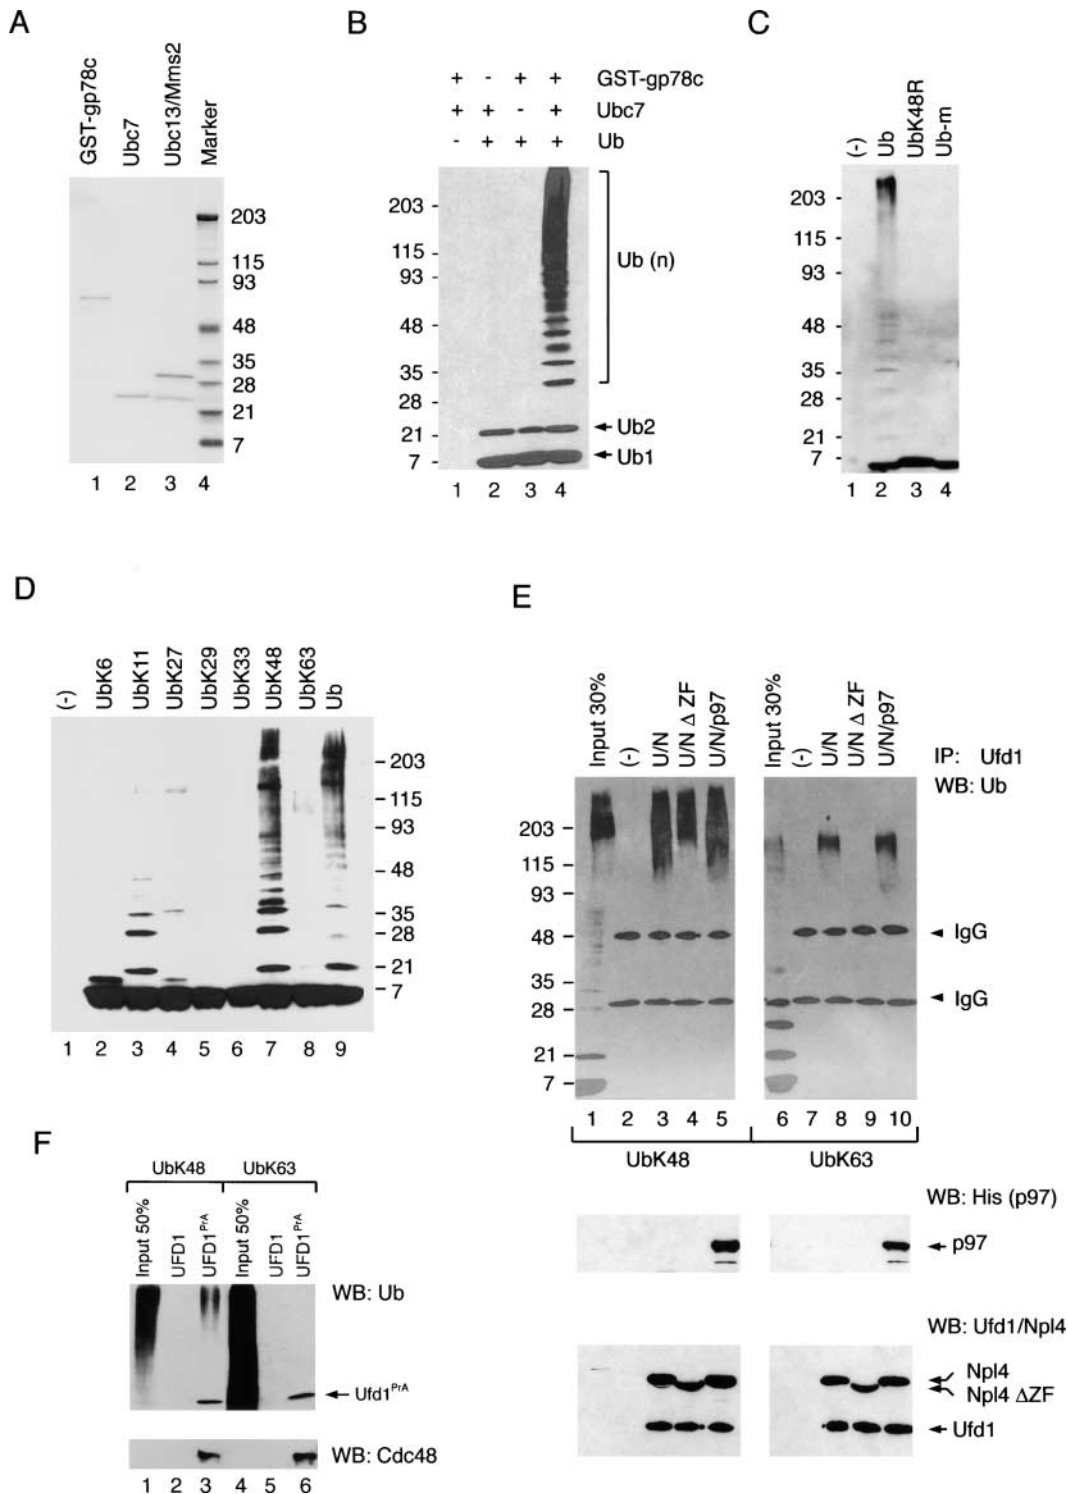 A
GST-gp78c
Ubc7
Ubc13/Mms2
Marker
203
115
93
48
35
28
21
7
1 2 3 4
B
+ - + + GST-gp78c
+ + - + Ubc7
- + + + Ub
203
115
93
48
35
28
21
7
Ub (n)
Ub2
Ub1
1 2 3 4
C
(-)
Ub
UbK48R
Ub-m
203
115
93
48
35
28
21
7
1 2 3 4
D
(-)
UbK6
UbK11
UbK27
UbK29
UbK33
UbK48
UbK63
Ub
203
115
93
48
35
28
21
7
1 2 3 4 5 6 7 8 9
E
Input 30%
(-)
U/N
U/N Δ ZF
U/N/p97
Input 30%
(-)
U/N
U/N Δ ZF
U/N/p97
IP: Ufd1
WB: Ub
203
115
93
48
35
28
21
7
IgG
IgG
1 2 3 4 5 6 7 8 9 10
UbK48 UbK63
WB: His (p97)
p97
WB: Ufd1/Npl4
Npl4
Npl4 ΔZF
Ufd1
F
UbK48 UbK63
Input 50%
UFD1
UFD1PrA
Input 50%
UFD1
UFD1PrA
WB: Ub
Ufd1PrA
WB: Cdc48
1 2 3 4 5 6